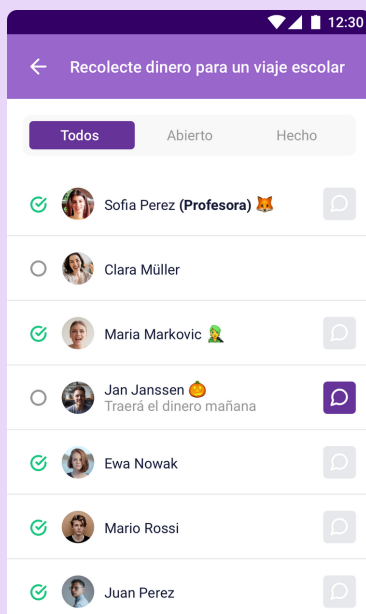 12:30
Recolecte dinero para un viaje escolar
Todos Abierto Hecho
Sofia Perez (Profesora) 🦊
Clara Müller
Maria Markovic 🧝‍♂️
Jan Janssen 🎃
Traerá el dinero mañana
Ewa Nowak
Mario Rossi
Juan Perez